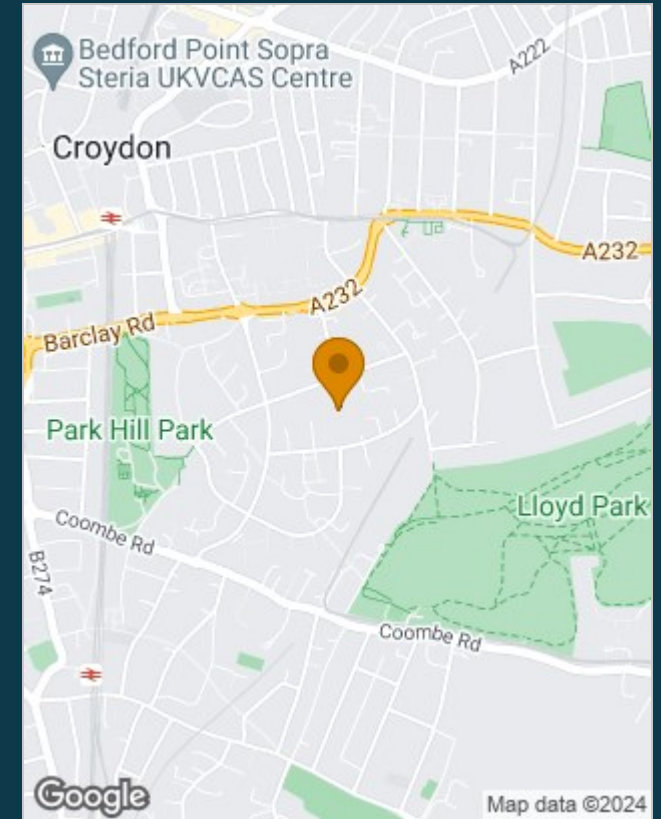 Bedford Point Sopra
Steria UKVCAS Centre
A222
Croydon
A232
A232
Barclay Rd
Park Hill Park
Lloyd Park
Coombe Rd
B274
Coombe Rd
Google
Map data ©2024